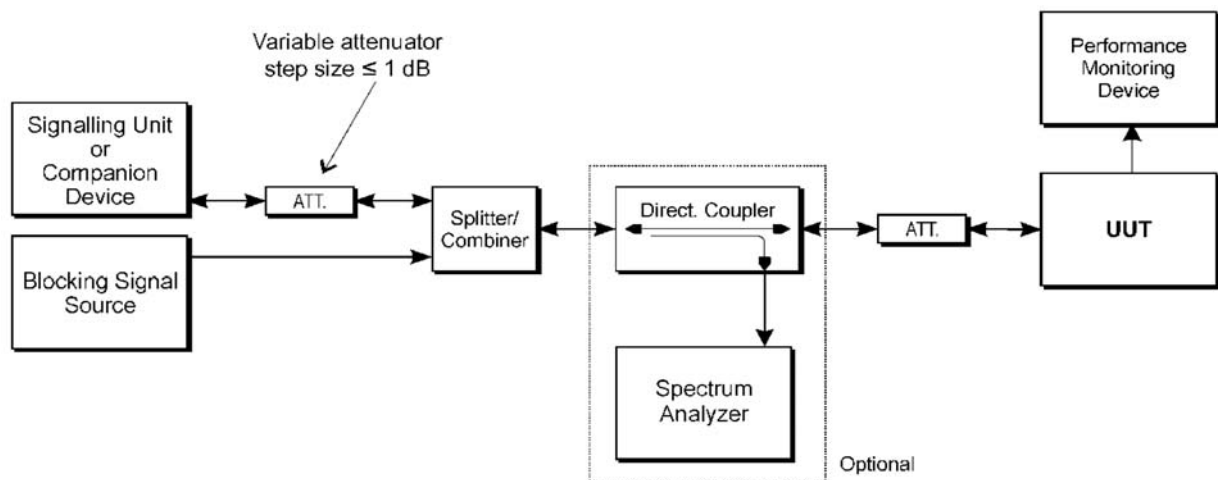 Variable attenuator
step size ≤ 1 dB
Signalling Unit
or
Companion
Device
ATT.
Blocking Signal
Source
Splitter/
Combiner
Direct. Coupler
Spectrum
Analyzer
Optional
ATT.
Performance
Monitoring
Device
UUT